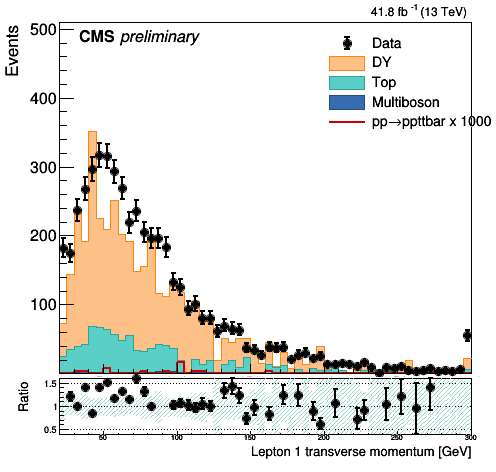 41.8 fb⁻¹ (13 TeV)
CMS preliminary
Events
500
400
300
200
100
Data
DY
Top
Multiboson
pp→ppttbar x 1000
Ratio
1.5
1
0.5
50
100
150
200
250
300
Lepton 1 transverse momentum [GeV]